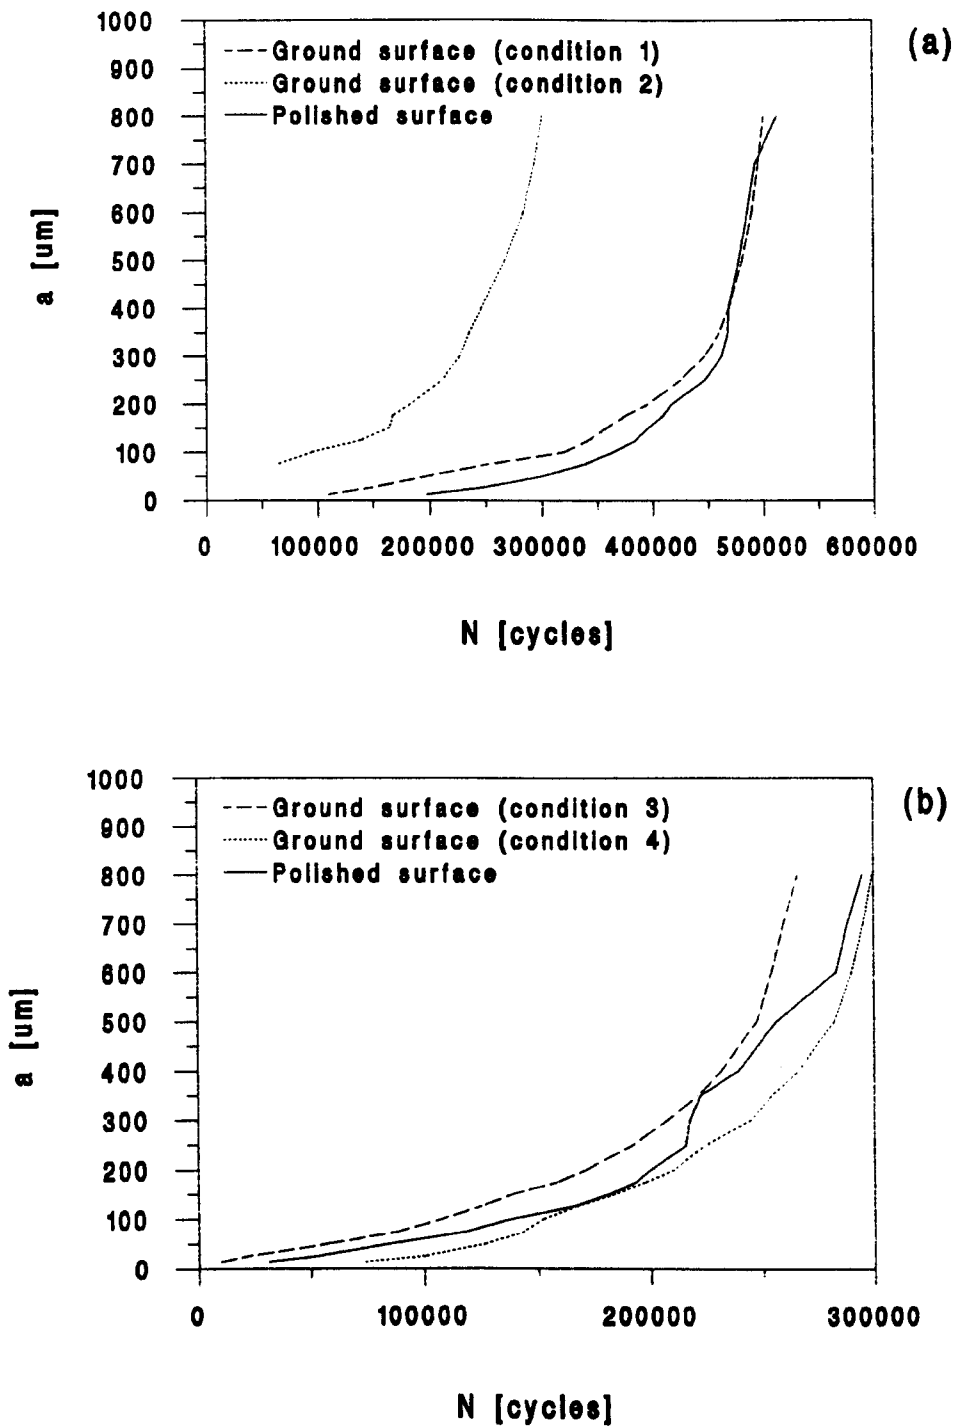 (a)
1000
900
800
700
600
500
400
300
200
100
0
a [um]
Ground surface (condition 1)
Ground surface (condition 2)
Polished surface
0 100000 200000 300000 400000 500000 600000
N [cycles]
(b)
1000
900
800
700
600
500
400
300
200
100
0
a [um]
Ground surface (condition 3)
Ground surface (condition 4)
Polished surface
0 100000 200000 300000
N [cycles]